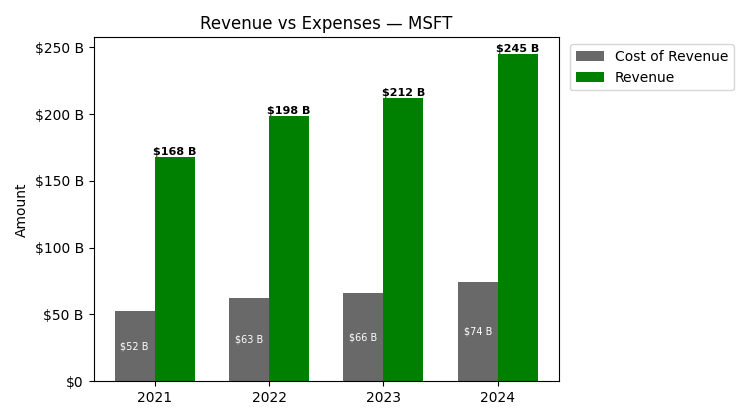 Revenue vs Expenses — MSFT
Cost of Revenue
Revenue
Amount
$250 B
$200 B
$150 B
$100 B
$50 B
$0
$168 B
$198 B
$212 B
$245 B
$52 B
$63 B
$66 B
$74 B
2021
2022
2023
2024